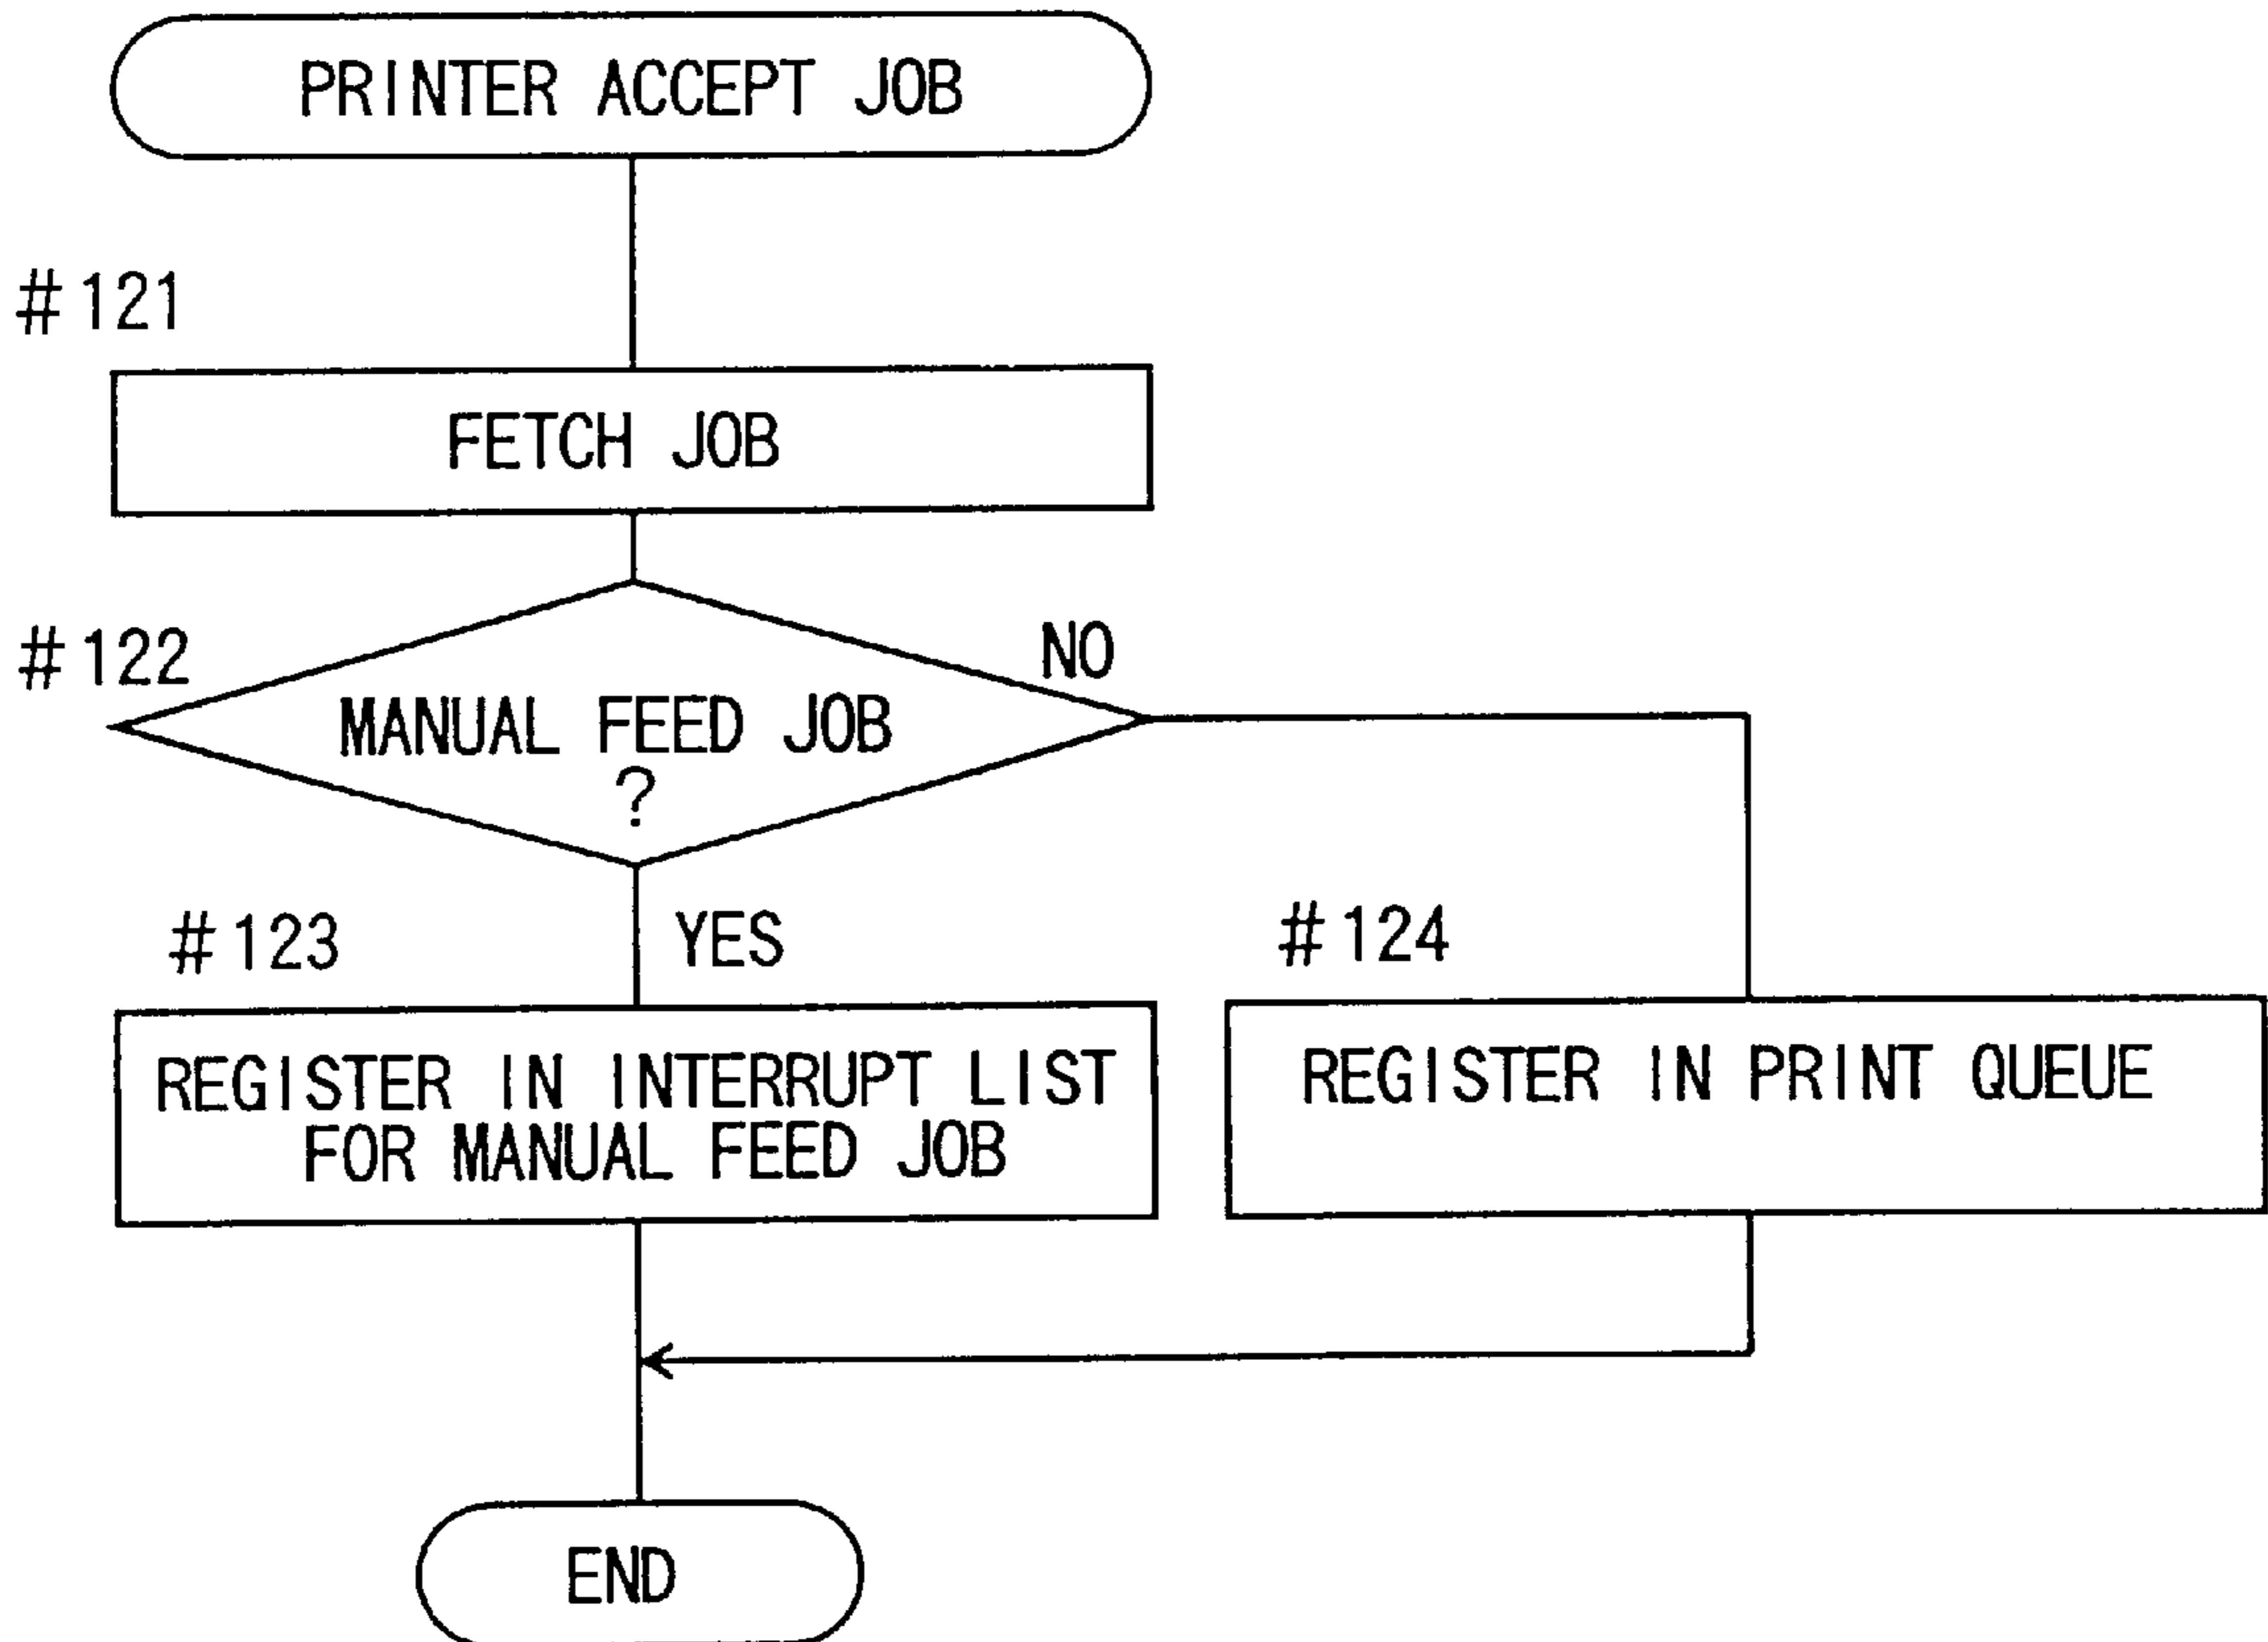 PRINTER ACCEPT JOB
#121
FETCH JOB
#122
NO
MANUAL FEED JOB
?
#123
YES
#124
REGISTER IN INTERRUPT LIST
FOR MANUAL FEED JOB
REGISTER IN PRINT QUEUE
END